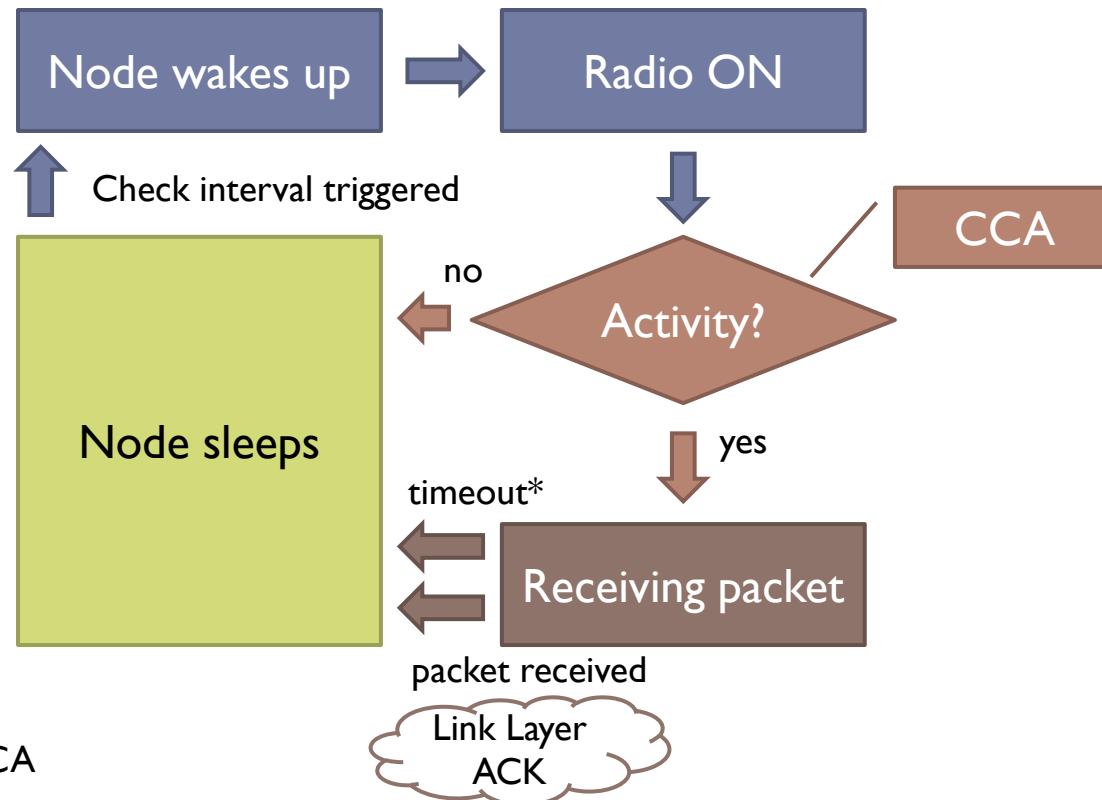 Node wakes up
Radio ON
Check interval triggered
CCA
no
Activity?
Node sleeps
yes
timeout*
Receiving packet
packet received
Link Layer
ACK